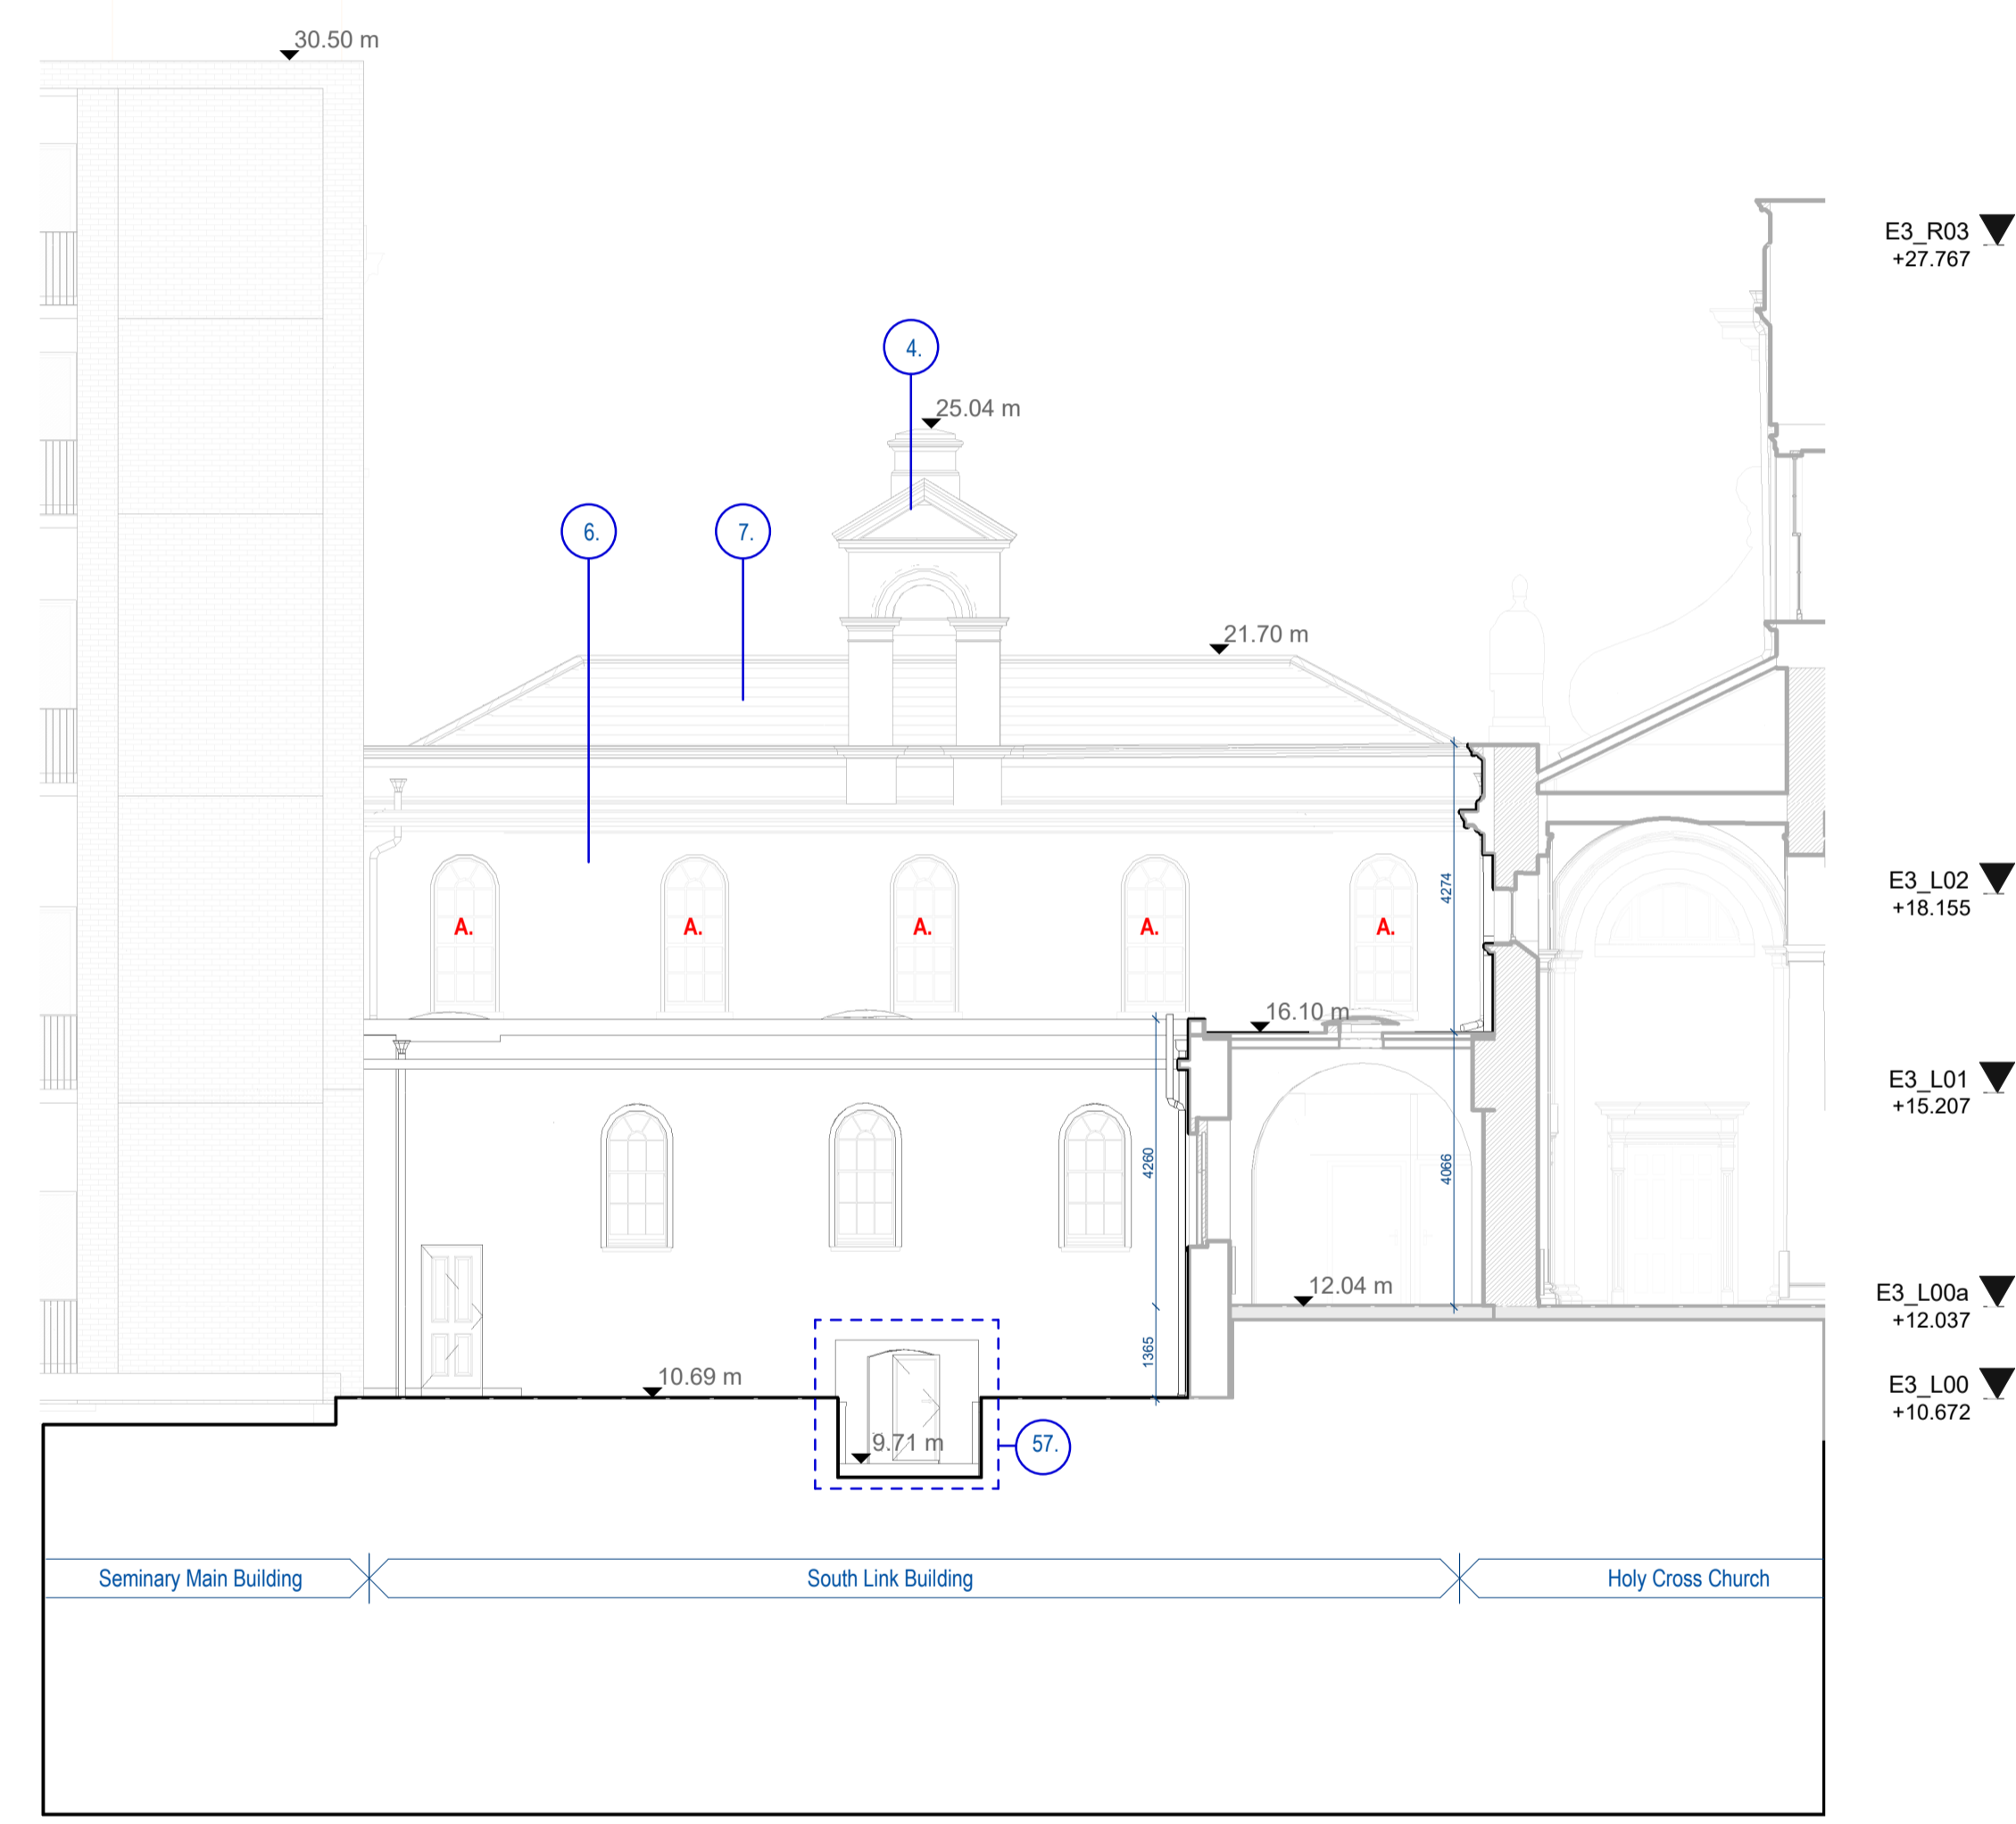 30.50 m
E3_R03
+27.767
4.
25.04 m
6.
7.
21.70 m
E3_L02
+18.155
4274
A.
A.
A.
A.
A.
16.10 m
E3_L01
+15.207
4260
4066
12.04 m
E3_L00a
+12.037
1365
10.69 m
E3_L00
+10.672
9.71 m
57.
Seminary Main Building
South Link Building
Holy Cross Church